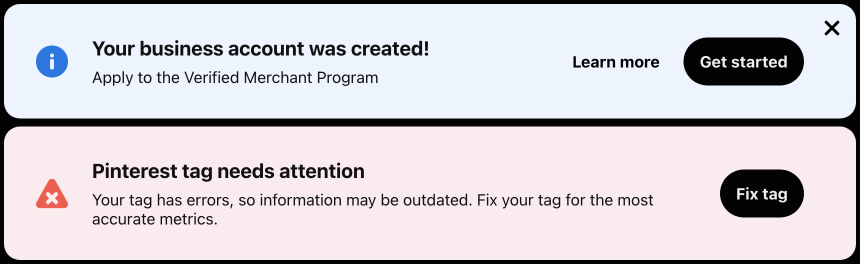 Your business account was created!
Apply to the Verified Merchant Program
Learn more
Get started
Pinterest tag needs attention
Your tag has errors, so information may be outdated. Fix your tag for the most
accurate metrics.
Fix tag